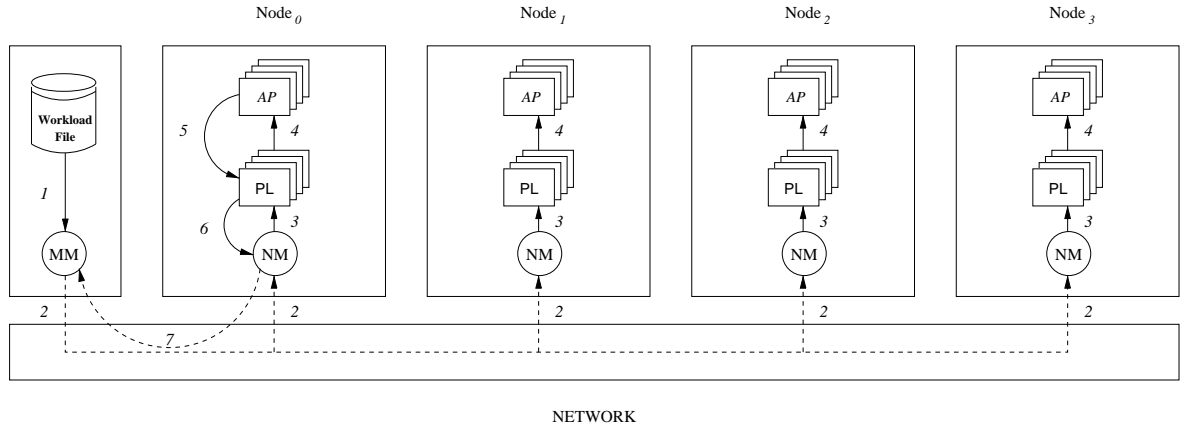 Node 0
Node 1
Node 2
Node 3
Workload
File
AP
AP
AP
AP
5
4
4
4
4
PL
PL
PL
PL
1
6
3
3
3
3
MM
NM
NM
NM
NM
2
2
2
2
2
7
NETWORK